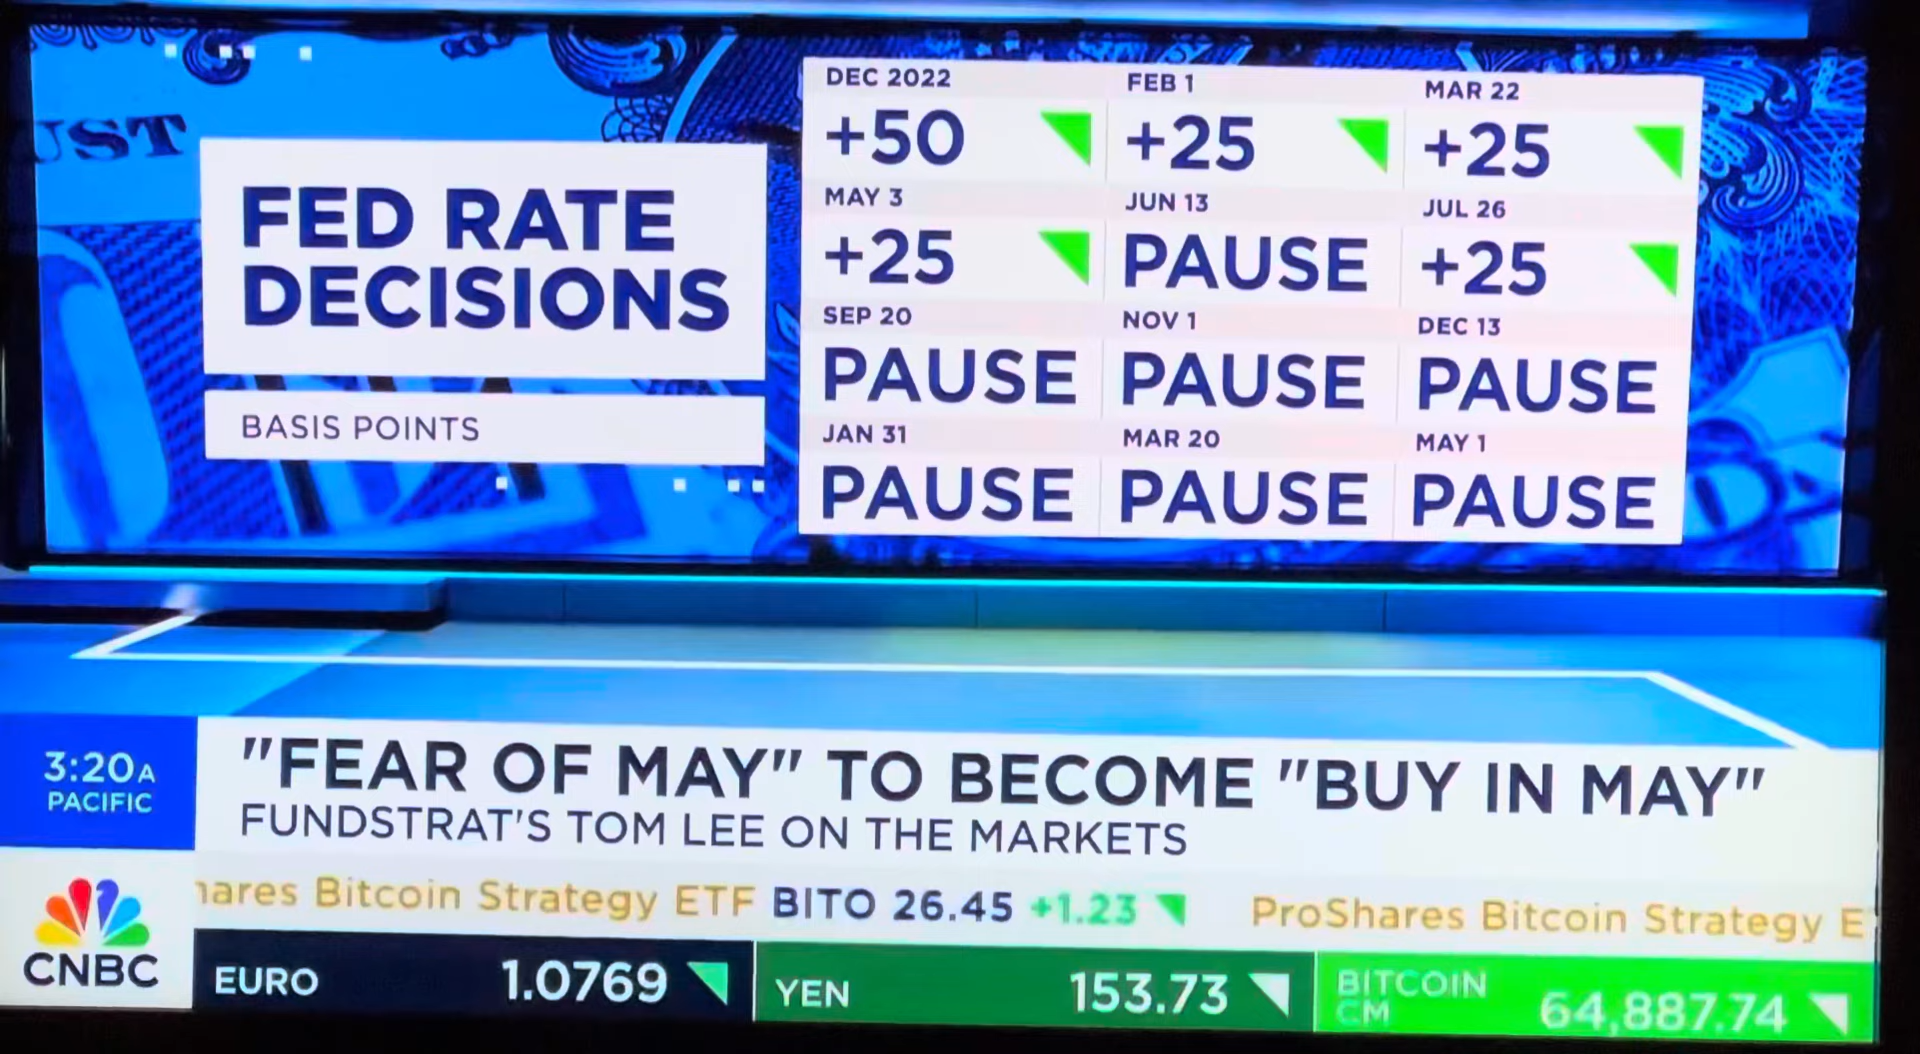 UST
FED RATE
DECISIONS
BASIS POINTS
DEC 2022 FEB 1 MAR 22
+50 +25 +25
MAY 3 JUN 13 JUL 26
+25 PAUSE +25
SEP 20 NOV 1 DEC 13
PAUSE PAUSE PAUSE
JAN 31 MAR 20 MAY 1
PAUSE PAUSE PAUSE
3:20A
PACIFIC
"FEAR OF MAY" TO BECOME "BUY IN MAY"
FUNDSTRAT'S TOM LEE ON THE MARKETS
hares Bitcoin Strategy ETF BITO 26.45 +1.23 ProShares Bitcoin Strategy E
CNBC
EURO 1.0769 YEN 153.73 BITCOIN CM 64,887.74